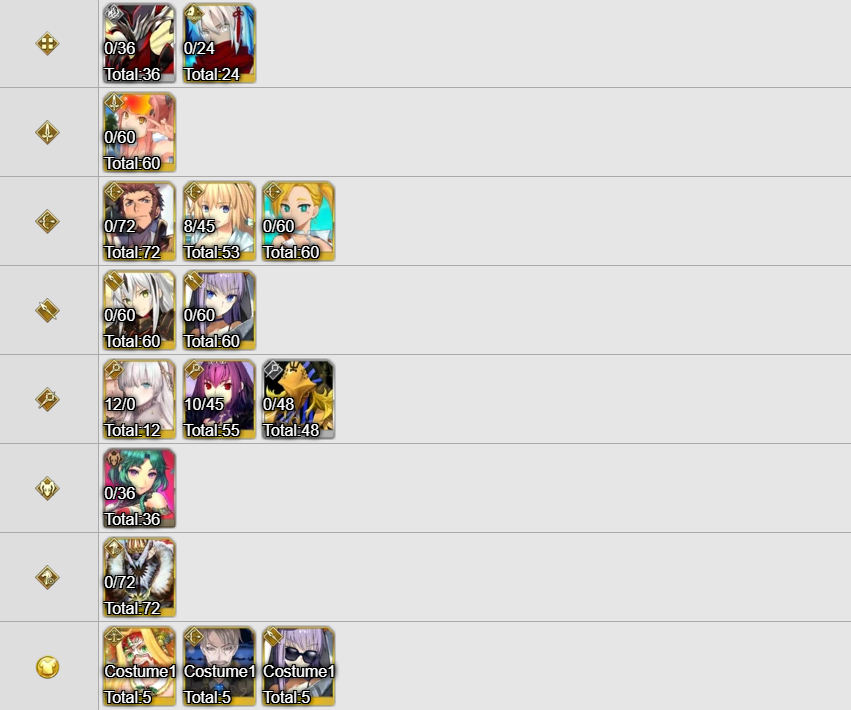 0/36
Total:36
0/24
Total:24
0/60
Total:60
0/72
Total:72
8/45
Total:53
0/60
Total:60
0/60
Total:60
0/60
Total:60
12/0
Total:12
10/45
Total:55
0/48
Total:48
0/36
Total:36
0/72
Total:72
Costume1
Total:5
Costume1
Total:5
Costume1
Total:5